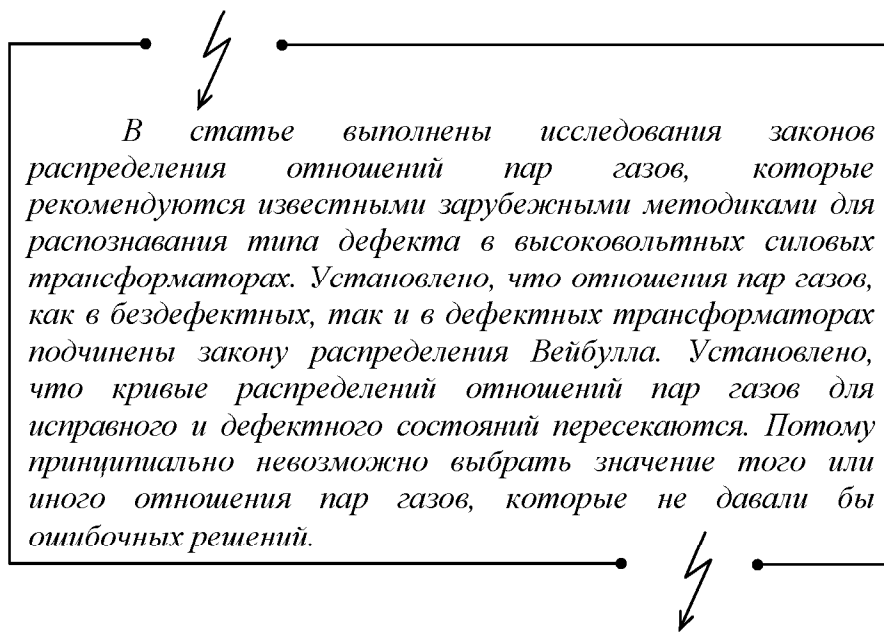 В статье выполнены исследования законов
распределения отношений пар газов, которые
рекомендуются известными зарубежными методиками для
распознавания типа дефекта в высоковольтных силовых
трансформаторах. Установлено, что отношения пар газов,
как в бездефектных, так и в дефектных трансформаторах
подчинены закону распределения Вейбулла. Установлено,
что кривые распределений отношений пар газов для
исправного и дефектного состояний пересекаются. Потому
принципиально невозможно выбрать значение того или
иного отношения пар газов, которые не давали бы
ошибочных решений.